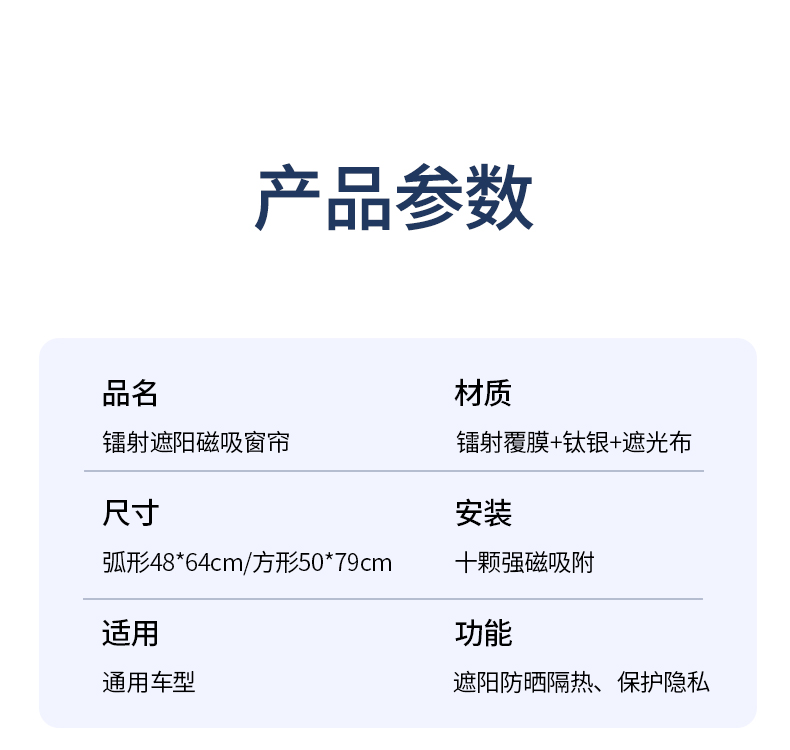 产品参数
品名
材质
镭射遮阳磁吸窗帘
镭射覆膜+钛银+遮光布
尺寸
安装
弧形48*64cm/方形50*79cm
十颗强磁吸附
适用
功能
通用车型
遮阳防晒隔热、保护隐私